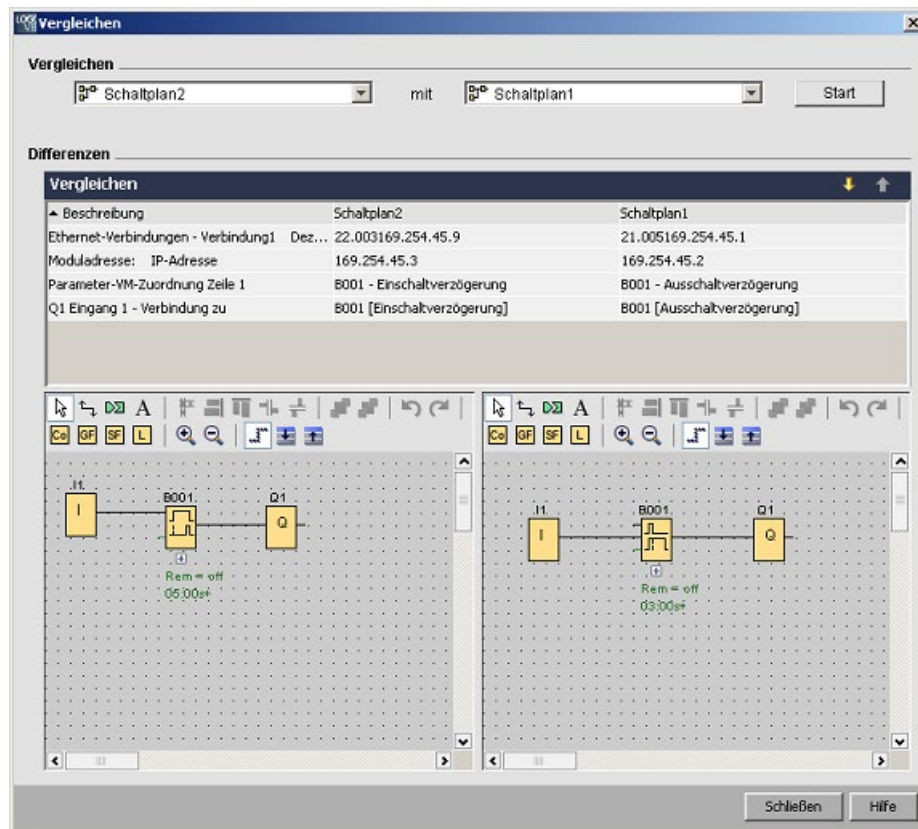 Vergleichen
Vergleichen
Schaltplan2 mit Schaltplan1 Start
Differenzen
Vergleichen
Beschreibung Schaltplan2 Schaltplan1
Ethernet-Verbindungen - Verbindung1 Dez... 22.003169.254.45.9 21.005169.254.45.1
Moduladresse: IP-Adresse 169.254.45.3 169.254.45.2
Parameter-VM-Zuordnung Zeile 1 B001 - Einschaltverzögerung B001 - Ausschaltverzögerung
Q1 Eingang 1 - Verbindung zu B001 [Einschaltverzögerung] B001 [Ausschaltverzögerung]
A
Co GF SF L
I1
B001
Q1
I
Q
Rem = off
05:00s+
A
Co GF SF L
I1
B001
Q1
I
Q
Rem = off
03:00s+
Schließen Hilfe